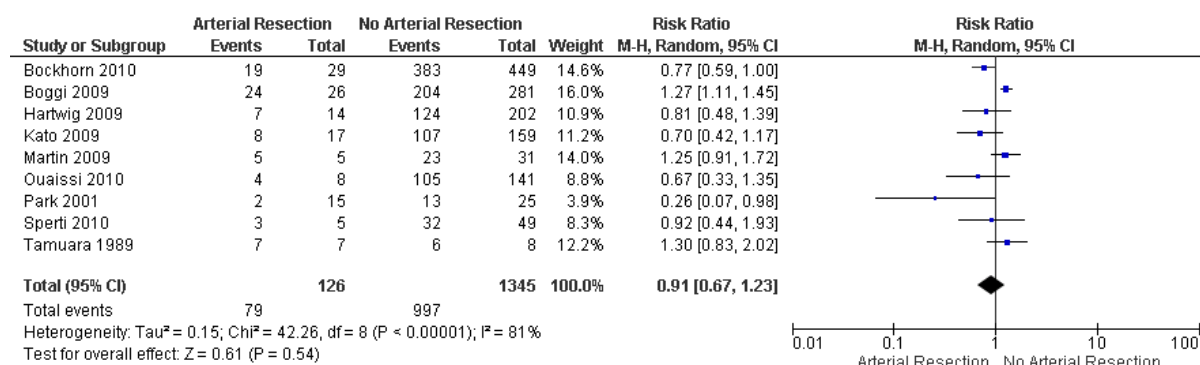 Arterial Resection No Arterial Resection Risk Ratio Risk Ratio
Study or Subgroup Events Total Events Total Weight M-H, Random, 95% CI M-H, Random, 95% CI
Bockhorn 2010 19 29 383 449 14.6% 0.77 [0.59, 1.00]
Boggi 2009 24 26 204 281 16.0% 1.27 [1.11, 1.45]
Hartwig 2009 7 14 124 202 10.9% 0.81 [0.48, 1.39]
Kato 2009 8 17 107 159 11.2% 0.70 [0.42, 1.17]
Martin 2009 5 5 23 31 14.0% 1.25 [0.91, 1.72]
Ouaissi 2010 4 8 105 141 8.8% 0.67 [0.33, 1.35]
Park 2001 2 15 13 25 3.9% 0.26 [0.07, 0.98]
Sperti 2010 3 5 32 49 8.3% 0.92 [0.44, 1.93]
Tamuara 1989 7 7 6 8 12.2% 1.30 [0.83, 2.02]
Total (95% CI) 126 1345 100.0% 0.91 [0.67, 1.23]
Total events 79 997
Heterogeneity: Tau² = 0.15; Chi² = 42.26, df = 8 (P < 0.00001); I² = 81%
Test for overall effect: Z = 0.61 (P = 0.54)
0.01 0.1 1 10 100
Arterial Resection No Arterial Resection